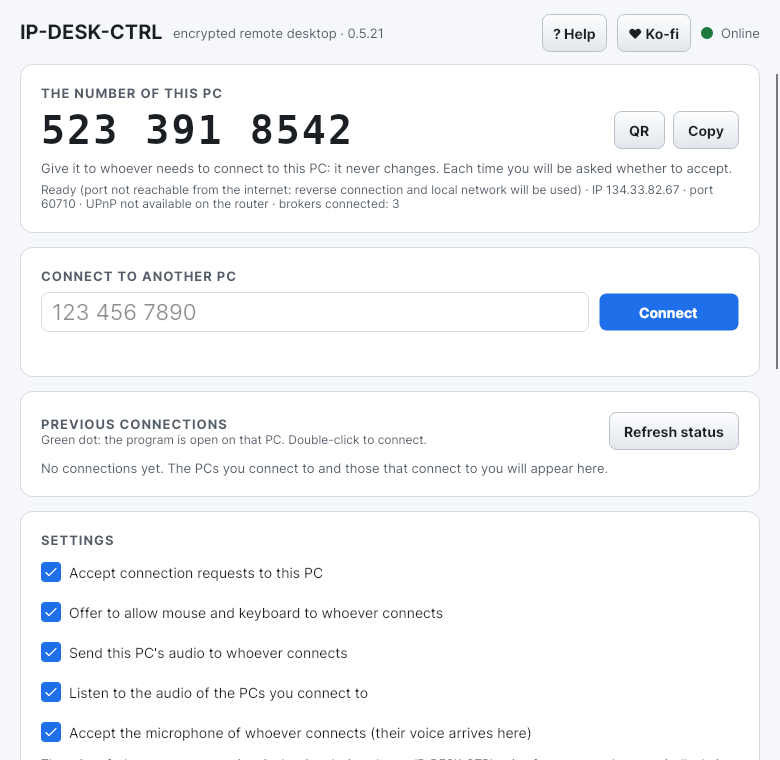 IP-DESK-CTRL encrypted remote desktop · 0.5.21 ? Help ♥ Ko-fi Online
THE NUMBER OF THIS PC
523 391 8542 QR Copy
Give it to whoever needs to connect to this PC: it never changes. Each time you will be asked whether to accept.
Ready (port not reachable from the internet: reverse connection and local network will be used) · IP 134.33.82.67 · port
60710 · UPnP not available on the router · brokers connected: 3
CONNECT TO ANOTHER PC
123 456 7890 Connect
PREVIOUS CONNECTIONS
Green dot: the program is open on that PC. Double-click to connect.
Refresh status
No connections yet. The PCs you connect to and those that connect to you will appear here.
SETTINGS
Accept connection requests to this PC
Offer to allow mouse and keyboard to whoever connects
Send this PC's audio to whoever connects
Listen to the audio of the PCs you connect to
Accept the microphone of whoever connects (their voice arrives here)